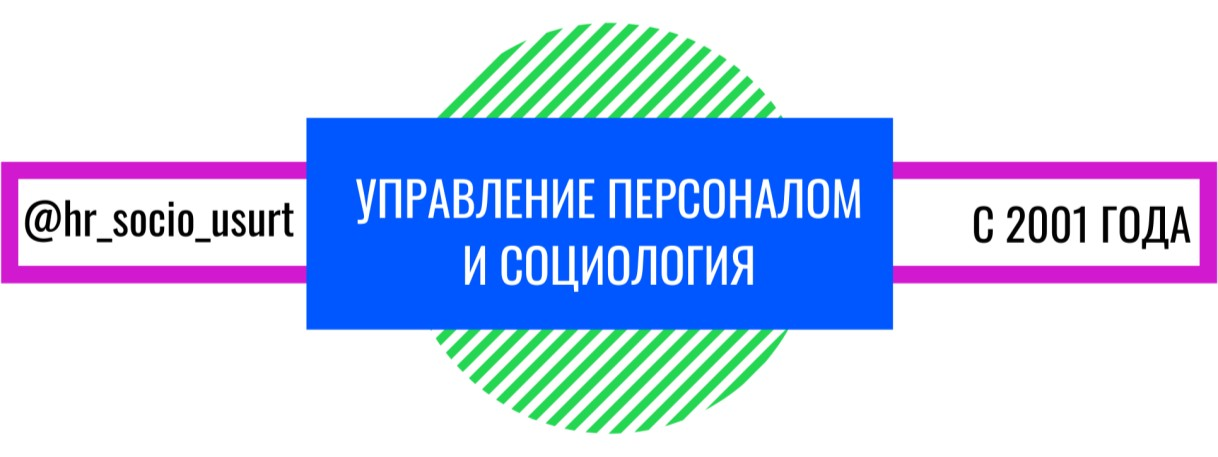 @hr_socio_usurt
УПРАВЛЕНИЕ ПЕРСОНАЛОМ
И СОЦИОЛОГИЯ
С 2001 ГОДА